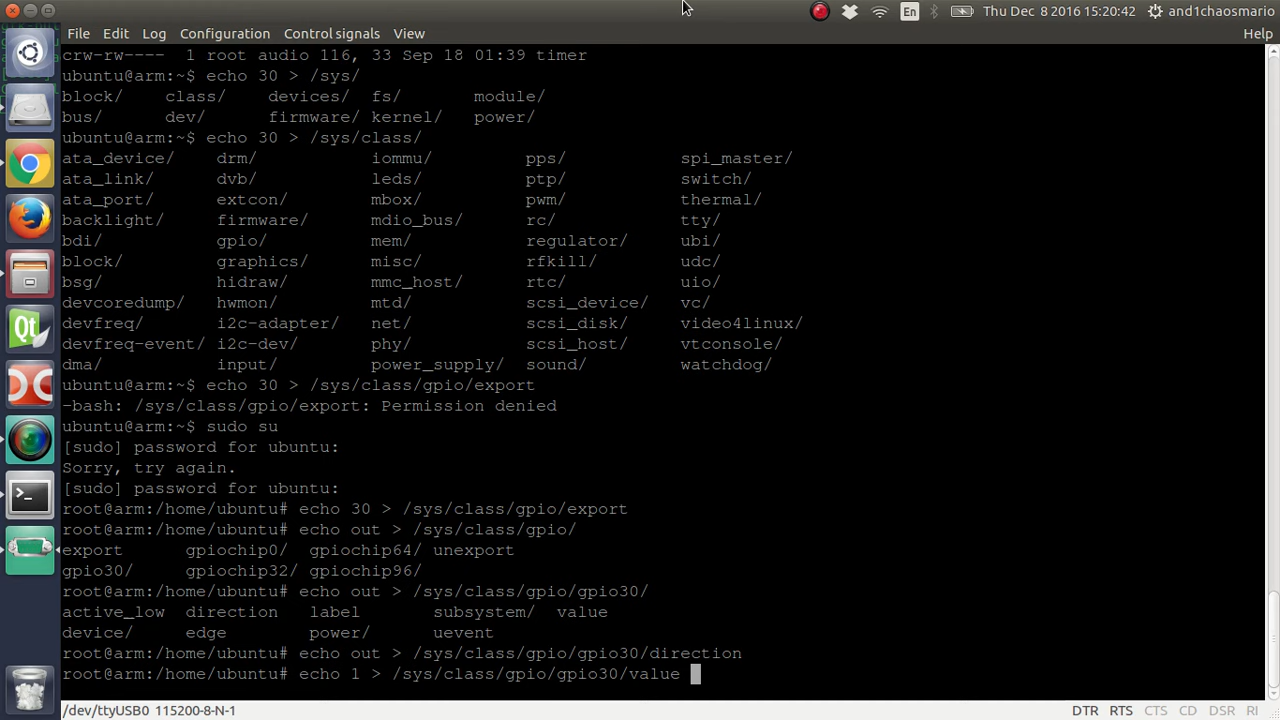 En Thu Dec 8 2016 15:20:42 and1chaosmario
File Edit Log Configuration Control signals View Help
crw-rw---- 1 root audio 116, 33 Sep 18 01:39 timer
ubuntu@arm:~$ echo 30 > /sys/
block/ class/ devices/ fs/ module/
bus/ dev/ firmware/ kernel/ power/
ubuntu@arm:~$ echo 30 > /sys/class/
ata_device/ drm/ iommu/ pps/ spi_master/
ata_link/ dvb/ leds/ ptp/ switch/
ata_port/ extcon/ mbox/ pwm/ thermal/
backlight/ firmware/ mdio_bus/ rc/ tty/
bdi/ gpio/ mem/ regulator/ ubi/
block/ graphics/ misc/ rfkill/ udc/
bsg/ hidraw/ mmc_host/ rtc/ uio/
devcoredump/ hwmon/ mtd/ scsi_device/ vc/
devfreq/ i2c-adapter/ net/ scsi_disk/ video4linux/
devfreq-event/ i2c-dev/ phy/ scsi_host/ vtconsole/
dma/ input/ power_supply/ sound/ watchdog/
ubuntu@arm:~$ echo 30 > /sys/class/gpio/export
-bash: /sys/class/gpio/export: Permission denied
ubuntu@arm:~$ sudo su
[sudo] password for ubuntu:
Sorry, try again.
[sudo] password for ubuntu:
root@arm:/home/ubuntu# echo 30 > /sys/class/gpio/export
root@arm:/home/ubuntu# echo out > /sys/class/gpio/
export gpiochip0/ gpiochip64/ unexport
gpio30/ gpiochip32/ gpiochip96/
root@arm:/home/ubuntu# echo out > /sys/class/gpio/gpio30/
active_low direction label subsystem/ value
device/ edge power/ uevent
root@arm:/home/ubuntu# echo out > /sys/class/gpio/gpio30/direction
root@arm:/home/ubuntu# echo 1 > /sys/class/gpio/gpio30/value
/dev/ttyUSB0 115200-8-N-1 DTR RTS CTS CD DSR RI